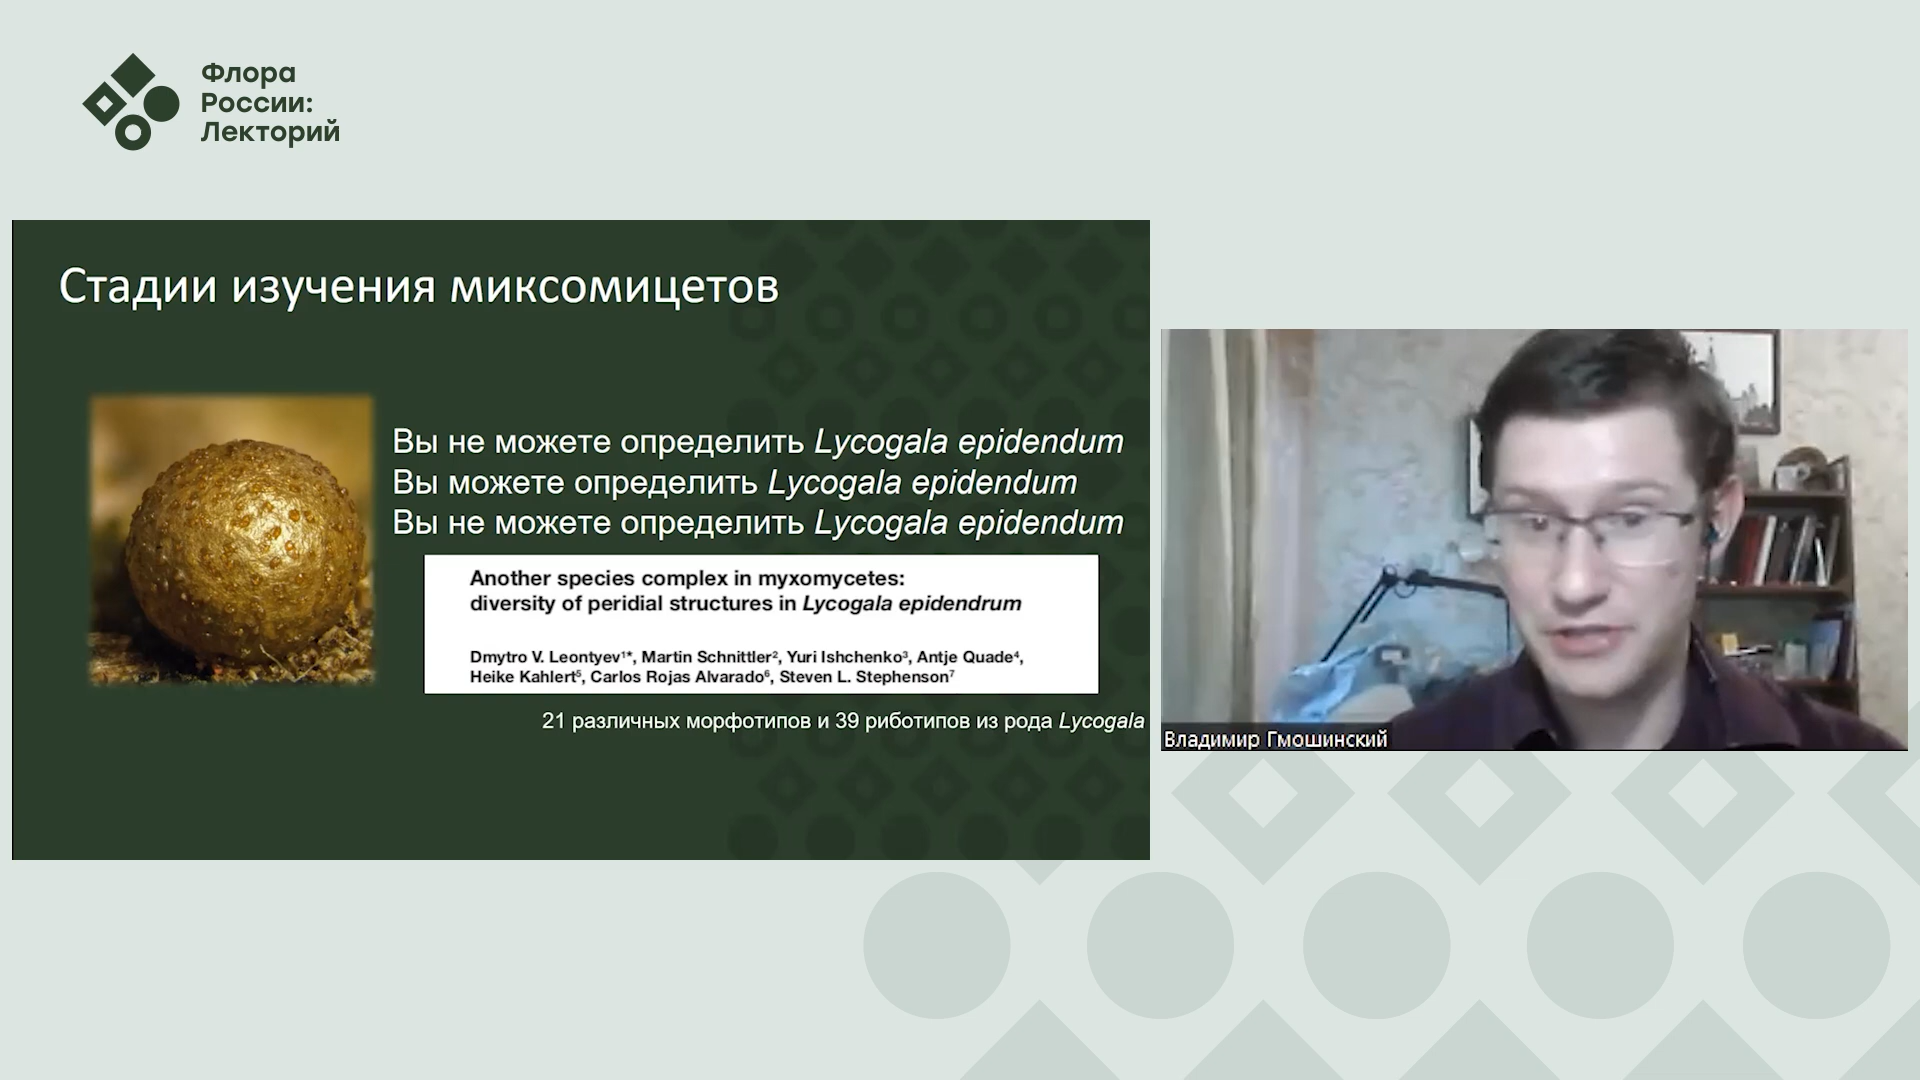 Флора
России:
Лекторий
Стадии изучения миксомицетов
Вы не можете определить Lycogala epidendum
Вы можете определить Lycogala epidendum
Вы не можете определить Lycogala epidendum
Another species complex in myxomycetes:
diversity of peridial structures in Lycogala epidendrum
Dmytro V. Leontyev¹*, Martin Schnittler², Yuri Ishchenko³, Antje Quade⁴,
Heike Kahlert⁵, Carlos Rojas Alvarado⁶, Steven L. Stephenson⁷
21 различных морфотипов и 39 риботипов из рода Lycogala
Владимир Гмошинский